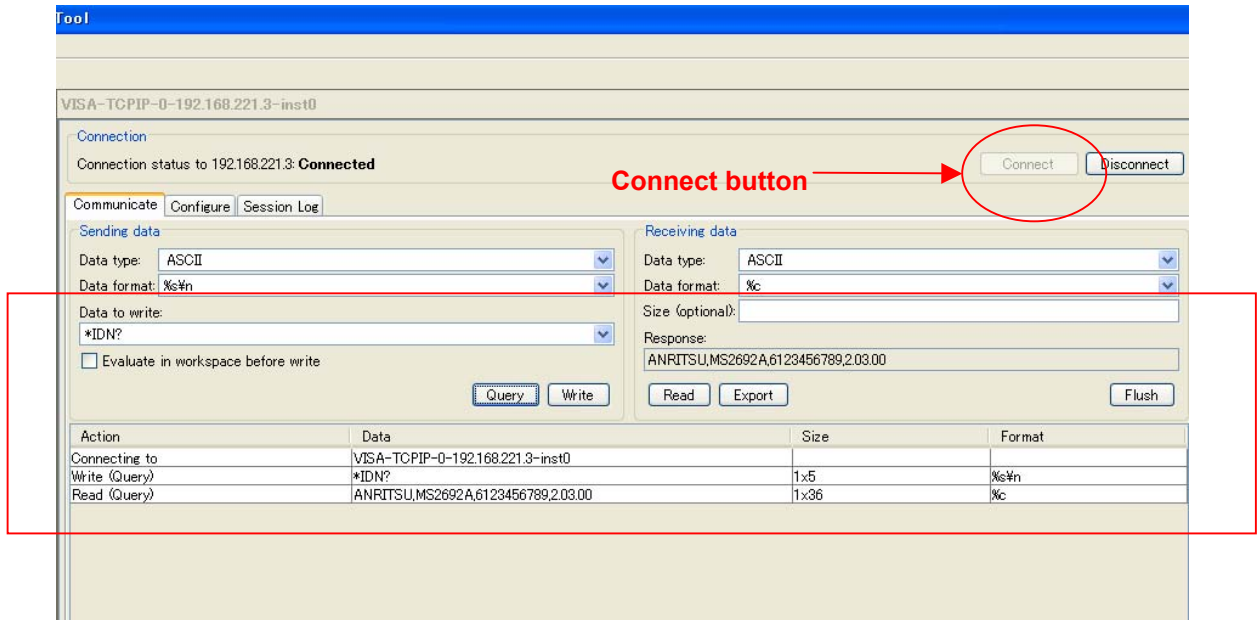 Tool
VISA-TCPIP-0-192.168.221.3-inst0
Connection
Connection status to 192.168.221.3: Connected
Connect
Disconnect
Connect button
Communicate Configure Session Log
Sending data
Data type: ASCII
Data format: %s¥n
Data to write:
*IDN?
Evaluate in workspace before write
Query Write
Receiving data
Data type: ASCII
Data format: %c
Size (optional):
Response:
ANRITSU,MS2692A,6123456789,2.03.00
Read Export Flush
Action Data Size Format
Connecting to VISA-TCPIP-0-192.168.221.3-inst0
Write (Query) *IDN? 1x5 %s¥n
Read (Query) ANRITSU,MS2692A,6123456789,2.03.00 1x36 %c